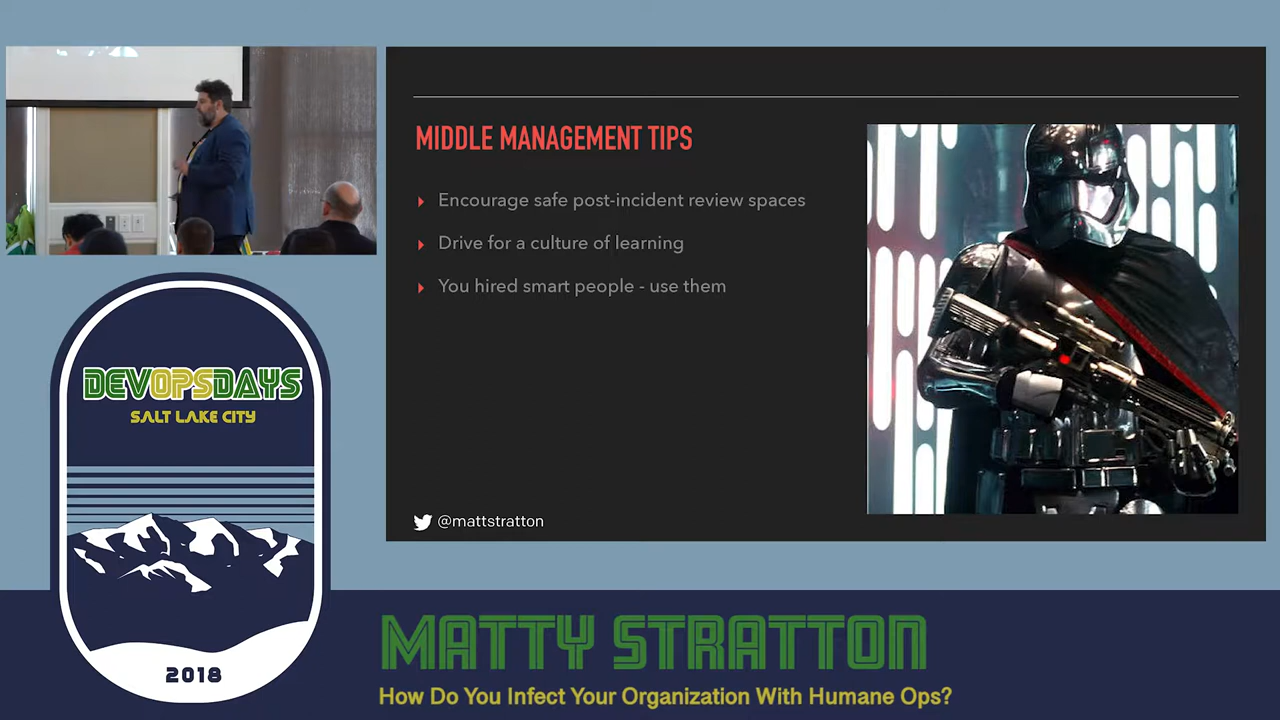 MIDDLE MANAGEMENT TIPS
Encourage safe post-incident review spaces
Drive for a culture of learning
You hired smart people - use them
@mattstratton
DEVOPSDAYS
SALT LAKE CITY
2018
MATTY STRATTON
How Do You Infect Your Organization With Humane Ops?